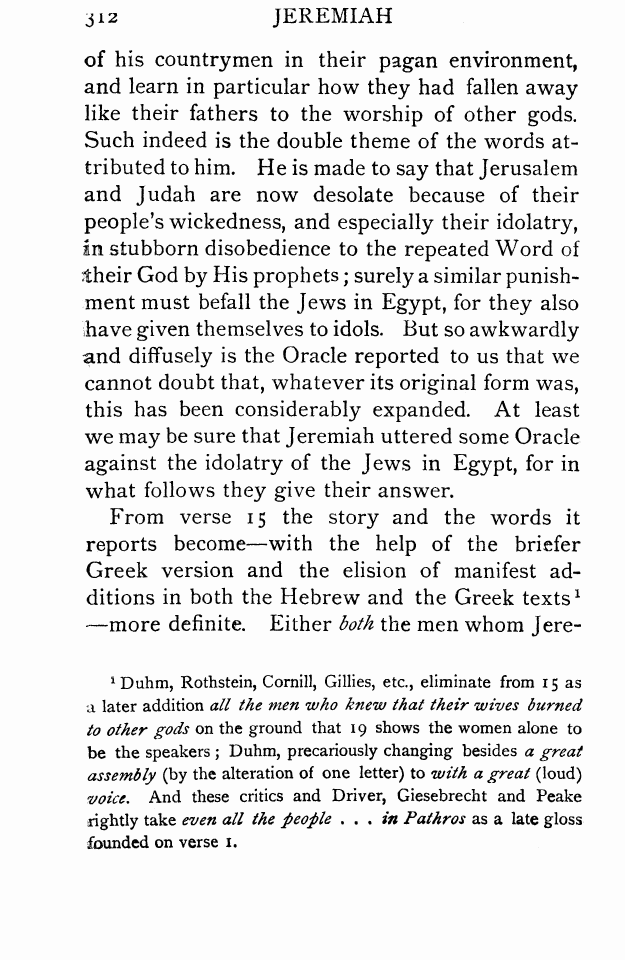 312 JEREMIAH
of his countrymen in their pagan environment,
and learn in particular how they had fallen away
like their fathers to the worship of other gods.
Such indeed is the double theme of the words at-
tributed to him. He is made to say that Jerusalem
and Judah are now desolate because of their
people's wickedness, and especially their idolatry,
in stubborn disobedience to the repeated Word of
their God by His prophets; surely a similar punish-
ment must befall the Jews in Egypt, for they also
have given themselves to idols. But so awkwardly
and diffusely is the Oracle reported to us that we
cannot doubt that, whatever its original form was,
this has been considerably expanded. At least
we may be sure that Jeremiah uttered some Oracle
against the idolatry of the Jews in Egypt, for in
what follows they give their answer.
From verse 15 the story and the words it
reports become—with the help of the briefer
Greek version and the elision of manifest ad-
ditions in both the Hebrew and the Greek texts¹
—more definite. Either both the men whom Jere-
¹ Duhm, Rothstein, Cornill, Gillies, etc., eliminate from 15 as
a later addition all the men who knew that their wives burned
to other gods on the ground that 19 shows the women alone to
be the speakers; Duhm, precariously changing besides a great
assembly (by the alteration of one letter) to with a great (loud)
voice. And these critics and Driver, Giesebrecht and Peake
rightly take even all the people . . . in Pathros as a late gloss
founded on verse 1.